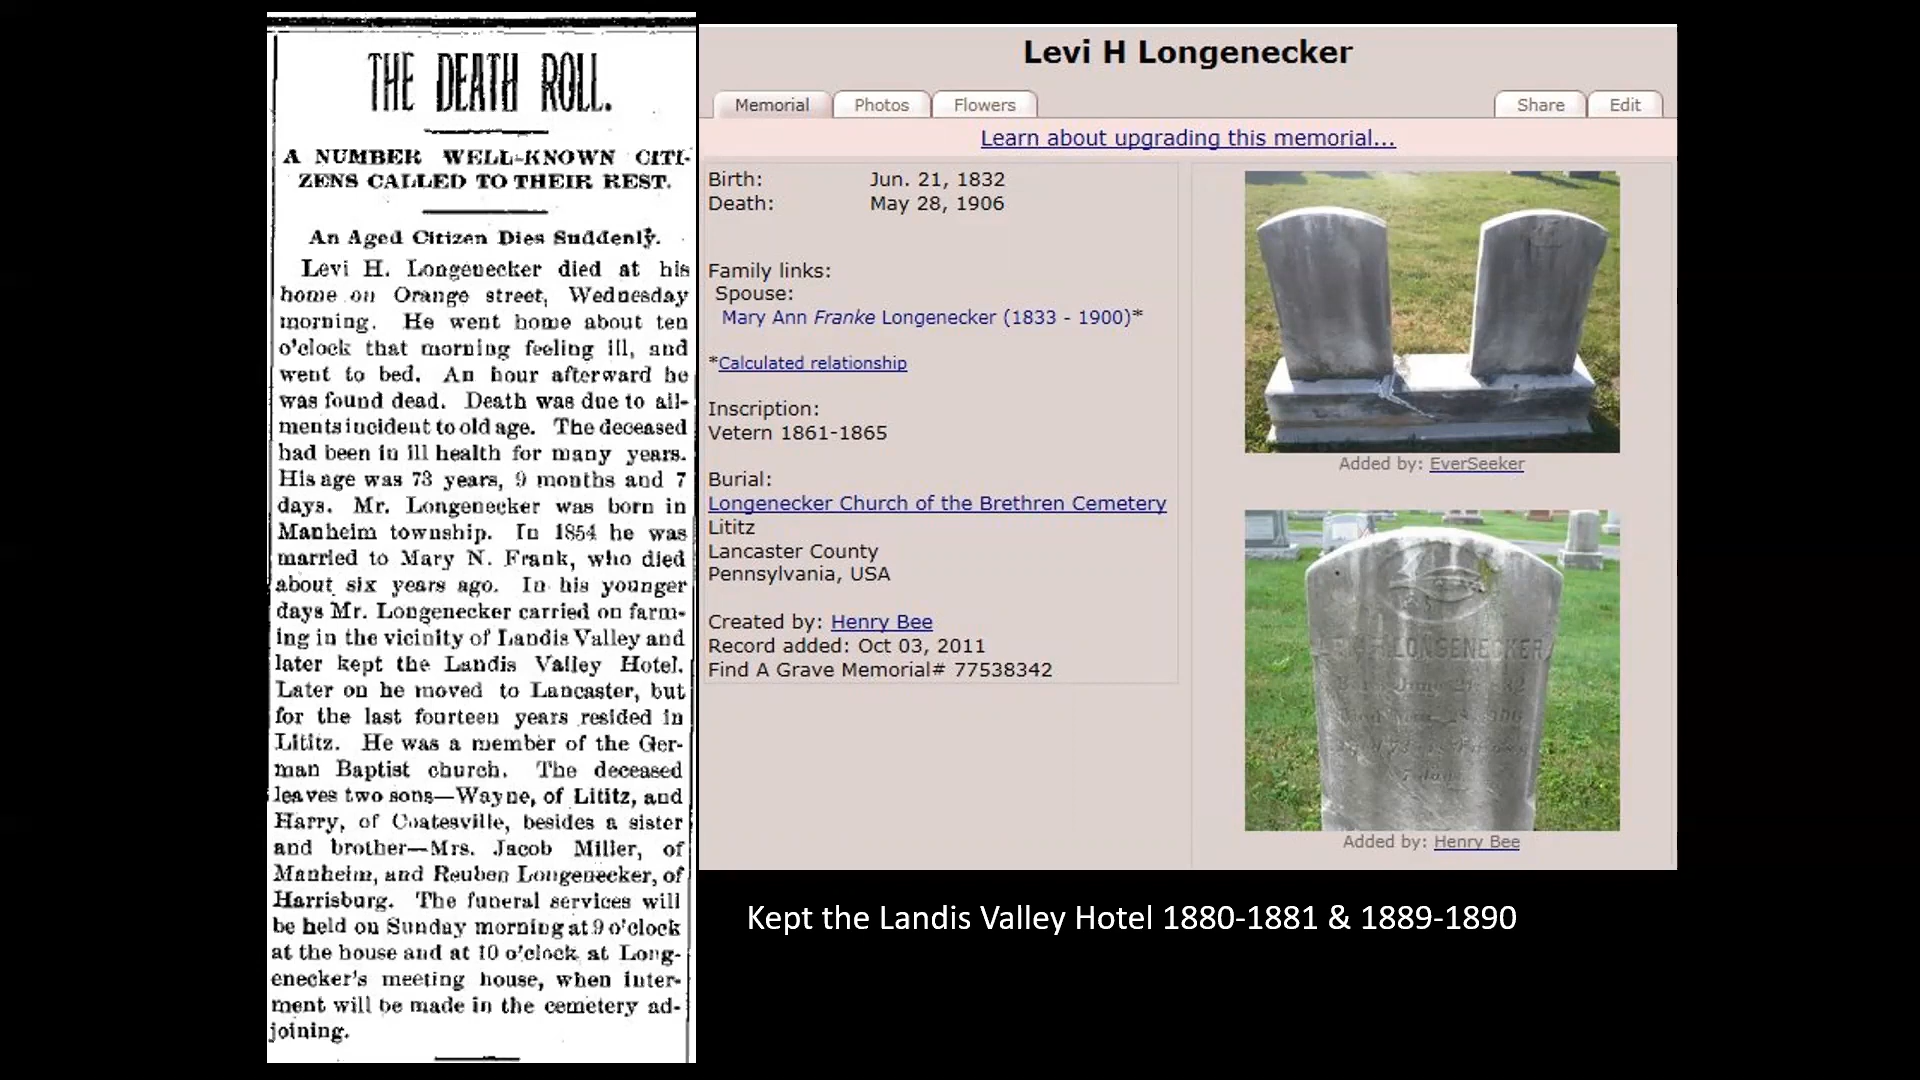 THE DEATH ROLL.
A NUMBER WELL-KNOWN CITI-
ZENS CALLED TO THEIR REST.
An Aged Citizen Dies Suddenly.
Levi H. Longenecker died at his
home on Orange street, Wednesday
morning. He went home about ten
o'clock that morning feeling ill, and
went to bed. An hour afterward he
was found dead. Death was due to ail-
ments incident to old age. The deceased
had been in ill health for many years.
His age was 73 years, 9 months and 7
days. Mr. Longenecker was born in
Manheim township. In 1854 he was
married to Mary N. Frank, who died
about six years ago. In his younger
days Mr. Longenecker carried on farm-
ing in the vicinity of Landis Valley and
later kept the Landis Valley Hotel.
Later on he moved to Lancaster, but
for the last fourteen years resided in
Lititz. He was a member of the Ger-
man Baptist church. The deceased
leaves two sons—Wayne, of Lititz, and
Harry, of Coatesville, besides a sister
and brother—Mrs. Jacob Miller, of
Manheim, and Reuben Longenecker, of
Harrisburg. The funeral services will
be held on Sunday morning at 9 o'clock
at the house and at 10 o'clock at Long-
enecker's meeting house, when inter-
ment will be made in the cemetery ad-
joining.
Levi H Longenecker
Memorial Photos Flowers Share Edit
Learn about upgrading this memorial...
Birth: Jun. 21, 1832
Death: May 28, 1906
Family links:
Spouse:
Mary Ann Franke Longenecker (1833 - 1900)*
*Calculated relationship
Inscription:
Vetern 1861-1865
Burial:
Longenecker Church of the Brethren Cemetery
Lititz
Lancaster County
Pennsylvania, USA
Created by: Henry Bee
Record added: Oct 03, 2011
Find A Grave Memorial# 77538342
Added by: EverSeeker
LEVI H. LONGENECKER
Added by: Henry Bee
Kept the Landis Valley Hotel 1880-1881 & 1889-1890